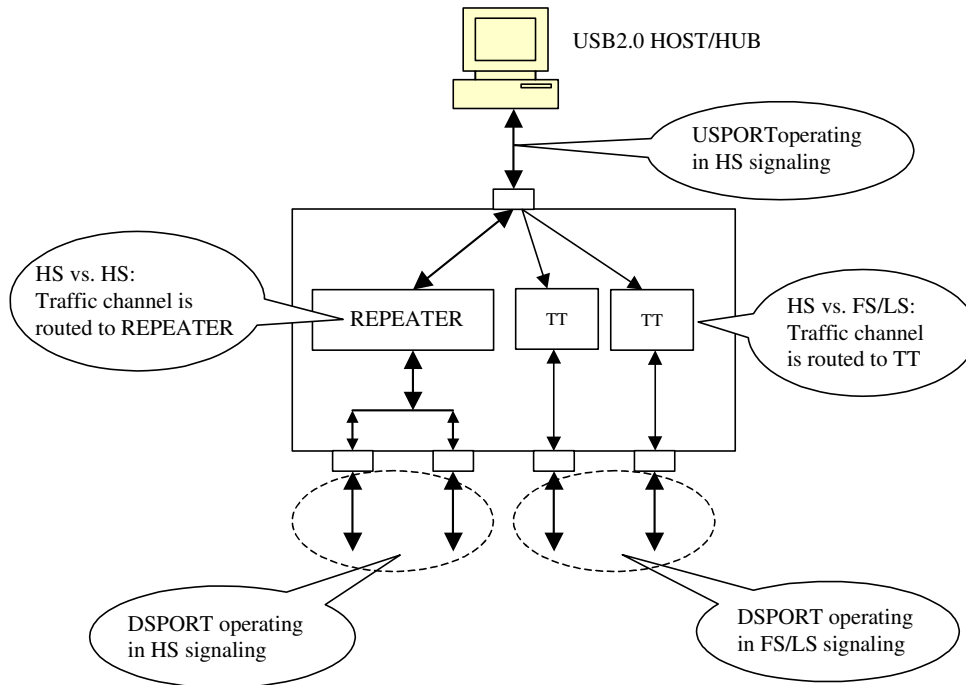 USB2.0 HOST/HUB
USPORToperating
in HS signaling
HS vs. HS:
Traffic channel is
routed to REPEATER
REPEATER
TT
TT
HS vs. FS/LS:
Traffic channel
is routed to TT
DSPORT operating
in HS signaling
DSPORT operating
in FS/LS signaling